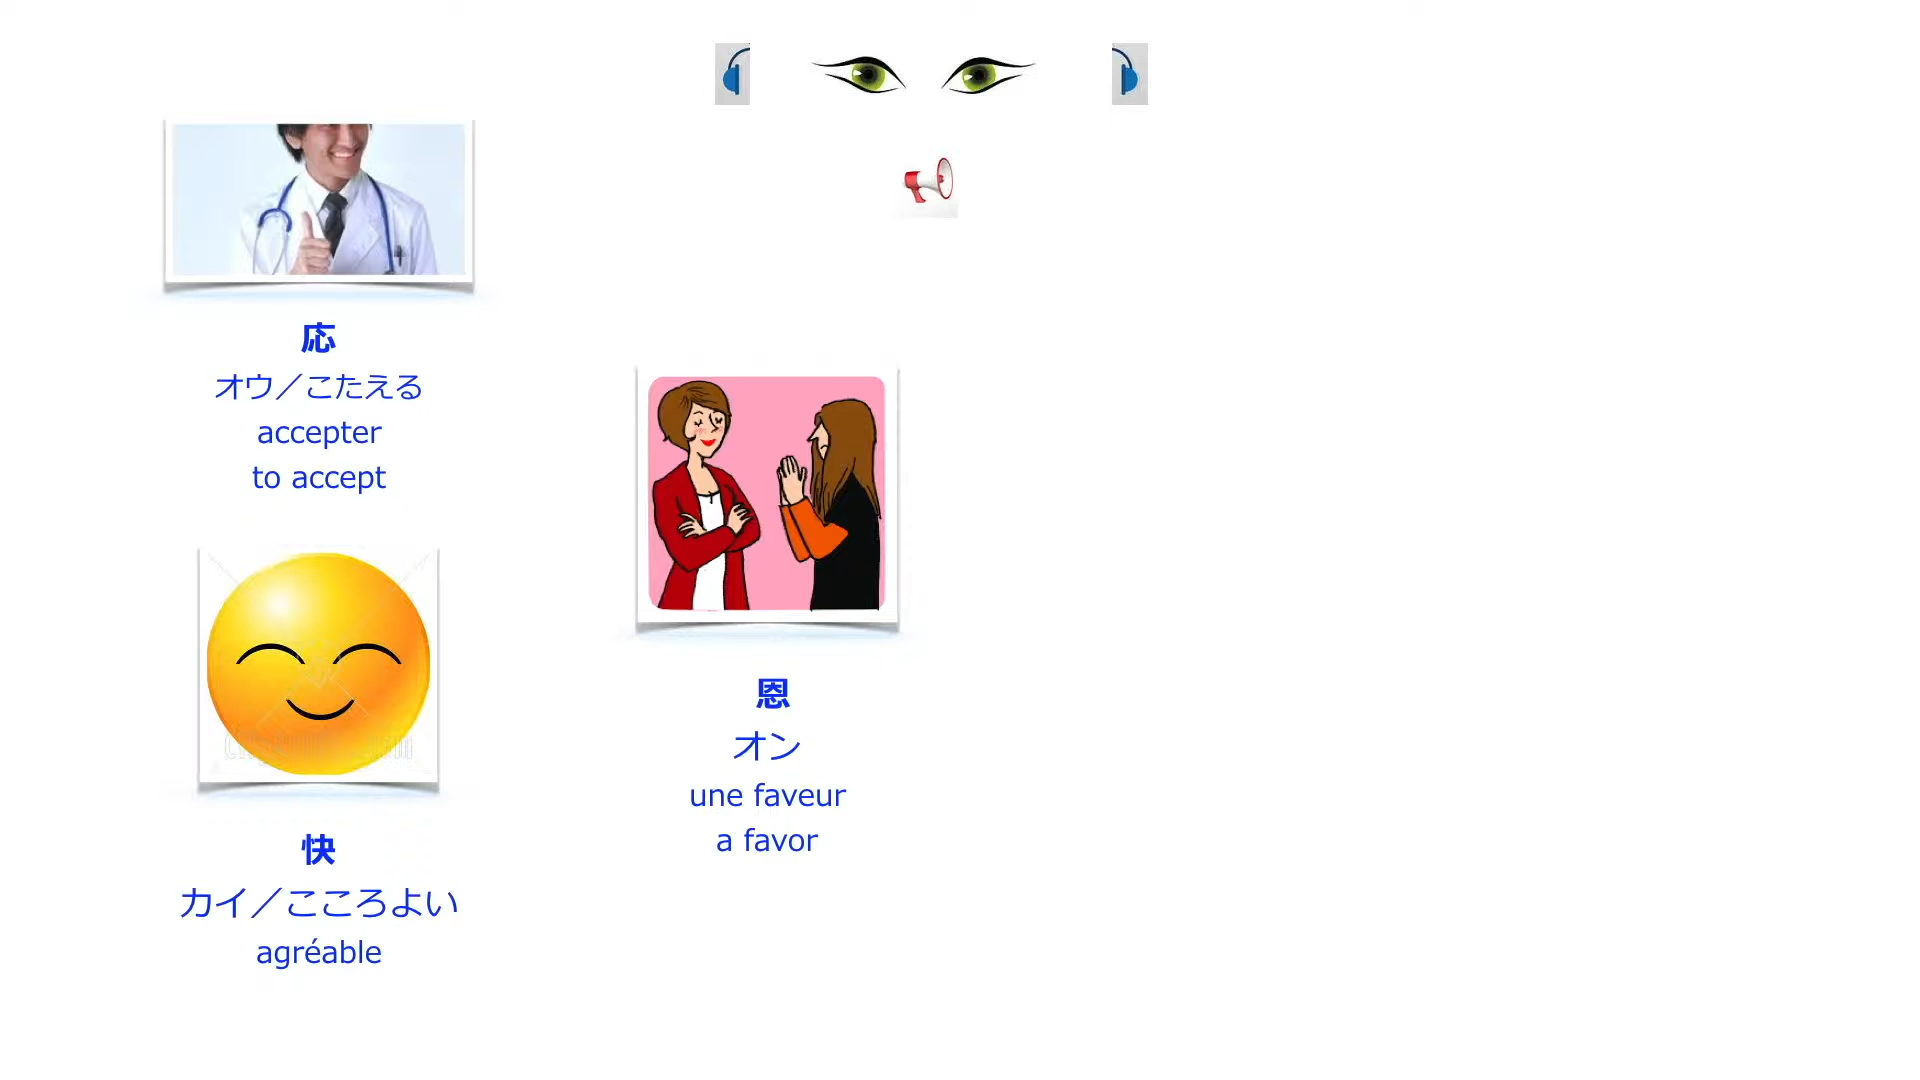 応
オウ／こたえる
accepter
to accept
快
カイ／こころよい
agréable
恩
オン
une faveur
a favor